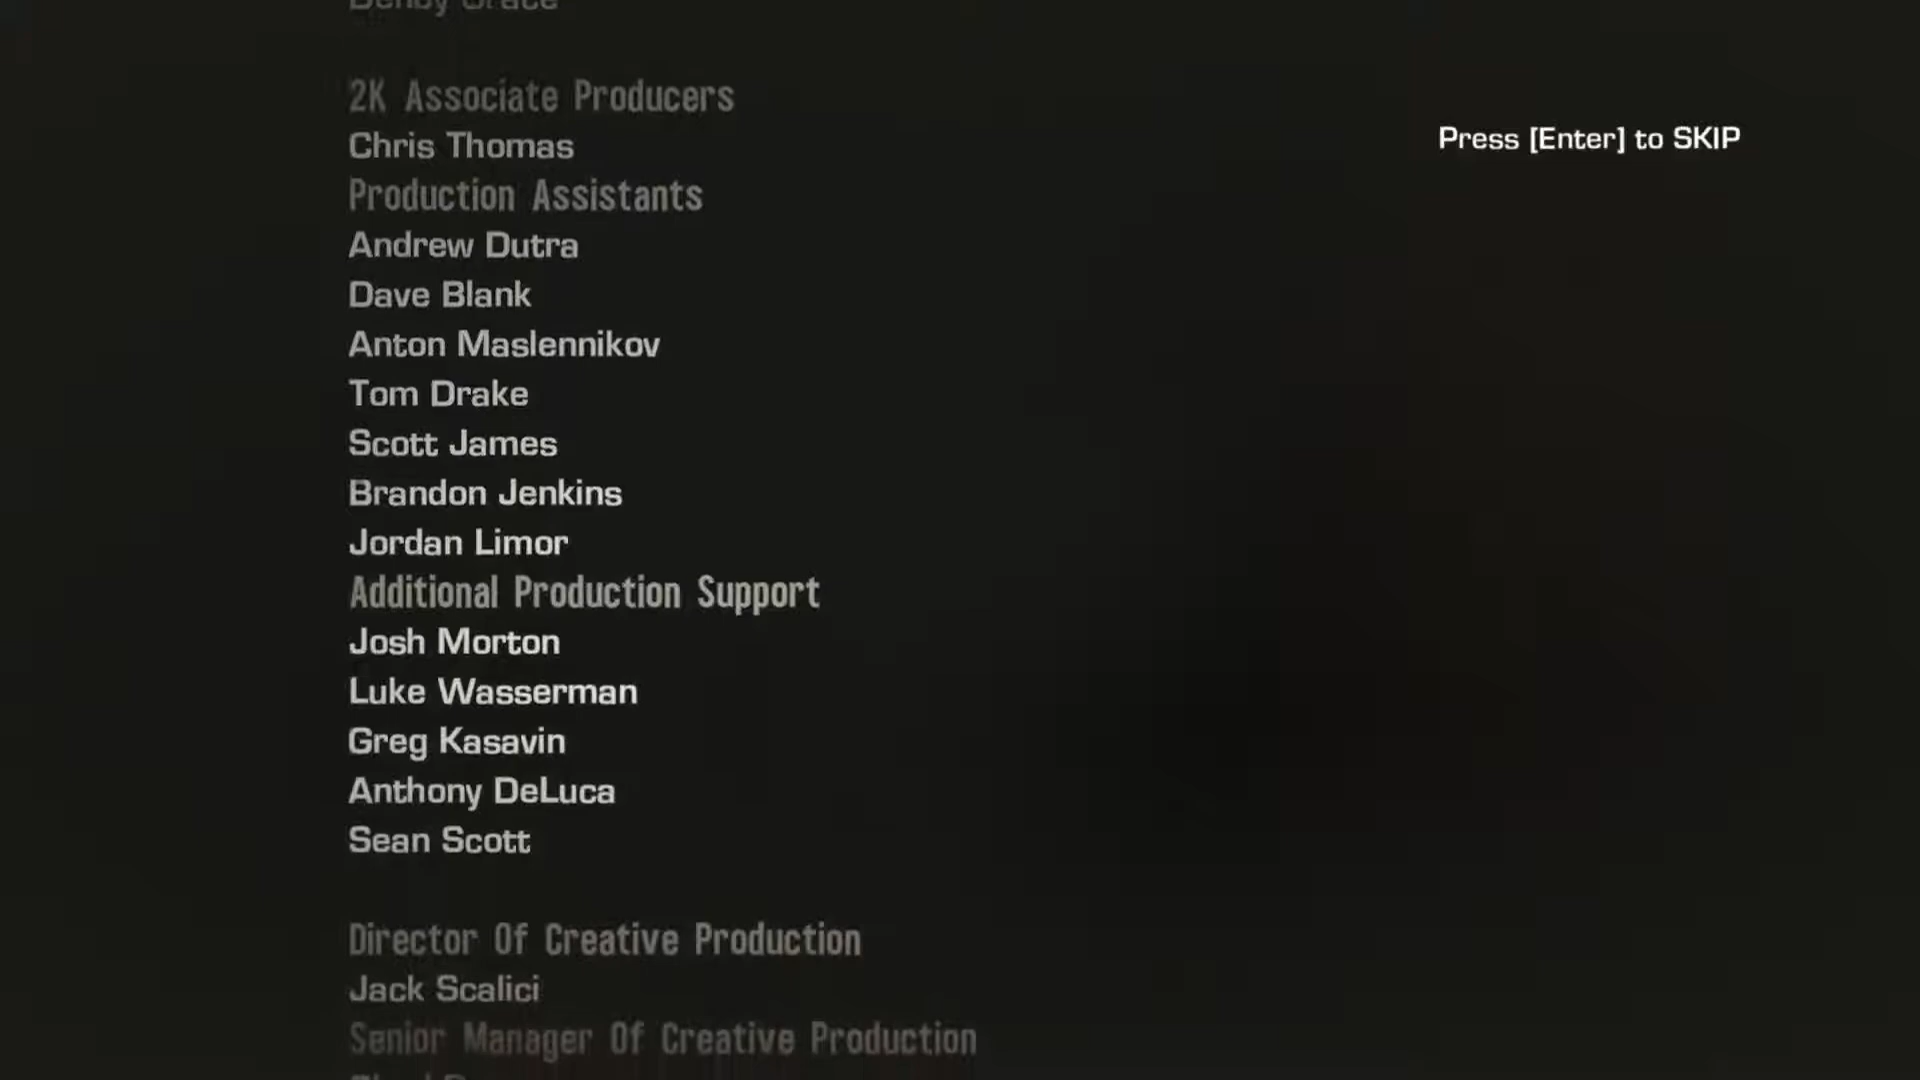 2K Associate Producers
Chris Thomas
Press [Enter] to SKIP
Production Assistants
Andrew Dutra
Dave Blank
Anton Maslennikov
Tom Drake
Scott James
Brandon Jenkins
Jordan Limor
Additional Production Support
Josh Morton
Luke Wasserman
Greg Kasavin
Anthony DeLuca
Sean Scott
Director Of Creative Production
Jack Scalici
Senior Manager Of Creative Production